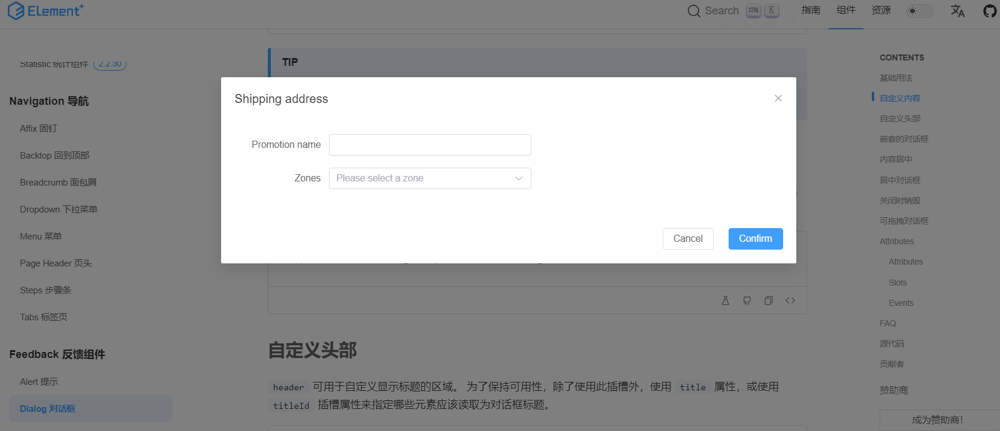 ELement+
Search CTRL K
指南
组件
资源
Statistic 统计组件 2.2.30
Navigation 导航
Affix 固钉
Backtop 回到顶部
Breadcrumb 面包屑
Dropdown 下拉菜单
Menu 菜单
Page Header 页头
Steps 步骤条
Tabs 标签页
Feedback 反馈组件
Alert 提示
Dialog 对话框
TIP
Shipping address
Promotion name
Zones Please select a zone
Cancel Confirm
自定义头部
header 可用于自定义显示标题的区域。 为了保持可用性，除了使用此插槽外，使用 title 属性，或使用
titleId 插槽属性来指定哪些元素应该读取为对话框标题。
CONTENTS
基础用法
自定义内容
自定义头部
嵌套的对话框
内容居中
居中对话框
关闭时销毁
可拖拽对话框
Attributes
Attributes
Slots
Events
FAQ
源代码
贡献者
赞助商
成为赞助商！